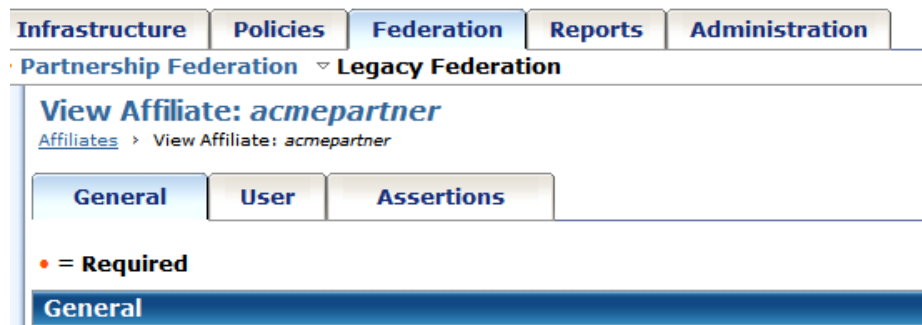 Infrastructure Policies Federation Reports Administration
Partnership Federation ▿ Legacy Federation
View Affiliate: acmepartner
Affiliates › View Affiliate: acmepartner
General User Assertions
• = Required
General